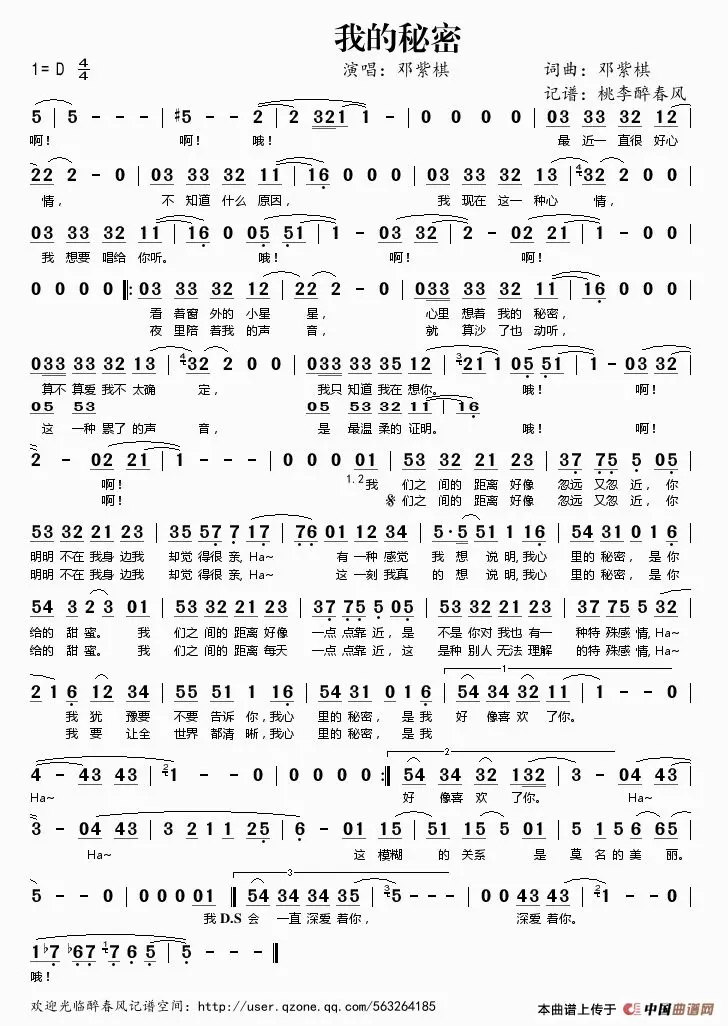 我的秘密
1= D 4/4 演唱：邓紫棋 词曲：邓紫棋
记谱：桃李醉春风
5 | 5 - - - | #5 - - 2 | 2 321 1 - | 0 0 0 0 | 03 33 32 12 |
啊！ 啊！ 哦！ 最 近一 直很 好心
22 2 - 0 | 03 33 32 11 | 16 0 0 0 | 03 33 32 13 | 4 32 2 0 0 |
情， 不 知道 什么 原因， 我 现在 这一 种心 情，
03 33 32 11 | 16 0 05 51 | 1 - 03 32 | 2 - 02 21 | 1 - 0 0 |
我 想要 唱给 你听。 哦！ 啊！ 啊！
0 0 0 0 ‖: 03 33 32 12 | 22 2 - 0 | 033 33 32 11 | 16 0 0 0 |
看 着窗 外的 小星 星， 心里 想着 我的 秘密，
夜 里陪 着我 的声 音， 就 算沙 了也 动听，
033 33 32 13 | 4 32 2 0 0 | 033 33 35 12 | 3 21 1 05 51 | 1 - 03 32 |
算不 算爱 我不 太确 定， 我只 知道 我在 想你。 哦！ 啊！
05 53 05 53 32 11 | 16
这 一种 累了 的声 音， 是 最温 柔的 证明。 哦！ 啊！
2 - 02 21 | 1 - - - | 0 0 0 01 | 53 32 21 23 | 37 75 5 05 |
啊！ 1.2 我 们之 间的 距离 好像 忽远 又忽 近， 你
啊！ 𝄋 们之 间的 距离 好像 忽远 又忽 近， 你
53 32 21 23 | 35 57 7 17 | 76 01 12 34 | 5·5 51 1 16 | 54 31 0 1 6 |
明明 不在 我身 边我 却觉 得很 亲, Ha~ 有 一种 感觉 我 想 说明, 我心 里的 秘密， 是 你
明明 不在 我身 边我 却觉 得很 亲, Ha~ 这 一刻 我真 的 想 说明, 我心 里的 秘密， 是 你
54 3 2 3 01 | 53 32 20 23 | 37 75 5 05 | 53 32 21 23 | 35 57 5 32 |
给的 甜 蜜。 我 们之 间的 距离 好像 一点 点靠 近， 是 不是 你对 我也 有一 种特 殊感 情, Ha~
给的 甜 蜜。 我 们之 间的 距离 每天 一点 点靠 近， 这 是种 别人 无法 理解 的特 殊感 情, Ha~
2 1 6 12 34 | 55 51 1 16 | 54 31 0 1 6 | 54 34 32 11 | 1 - - 0 |
1
我 犹 豫要 不要 告诉 你, 我心 里的 秘密， 是 我 好 像喜 欢 了你。
我 要 让全 世界 都清 晰, 我心 里的 秘密， 是 我
4 - 43 43 | 2 1 - - 0 | 0 0 0 0 :‖ 54 34 32 132 | 3 - 04 43 |
2
Ha~ 好 像喜 欢 了你。 Ha~
3 - 04 43 | 3 2 1 1 25 | 6 - 01 15 | 51 15 5 01 | 5 15 6 65 |
Ha~ 这 模糊 的 关系 是 莫 名的 美 丽。
5 - - 0 | 0 0 0 01 ‖ 54 34 34 35 | 3 5 - - - | 0 0 43 43 | 2 1 - - 0 |
3
我 D.S 会 一直 深爱 着你， 深爱 着你。
1 b7 b67 1 7 6 5 | 5 - - - ‖
哦！
欢迎光临醉春风记谱空间：http://user.qzone.qq.com/563264185
本曲谱上传于 中国曲谱网